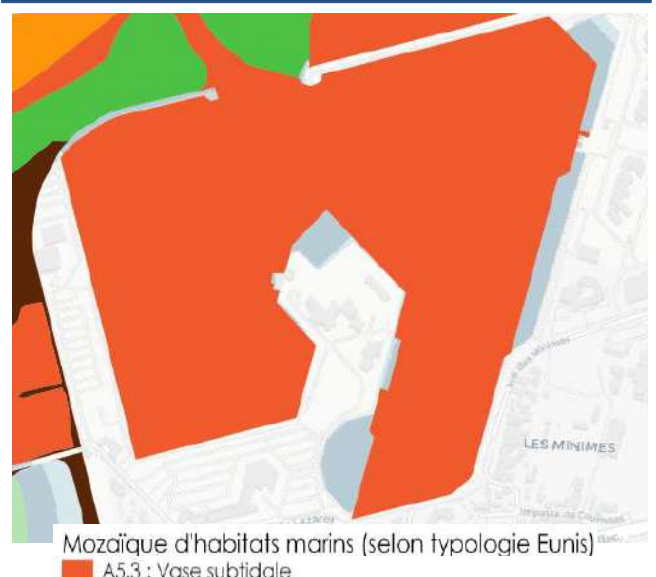 LES MINIMES
Mozaïque d'habitats marins (selon typologie Eunis)
A5.3 : Vase subtidale